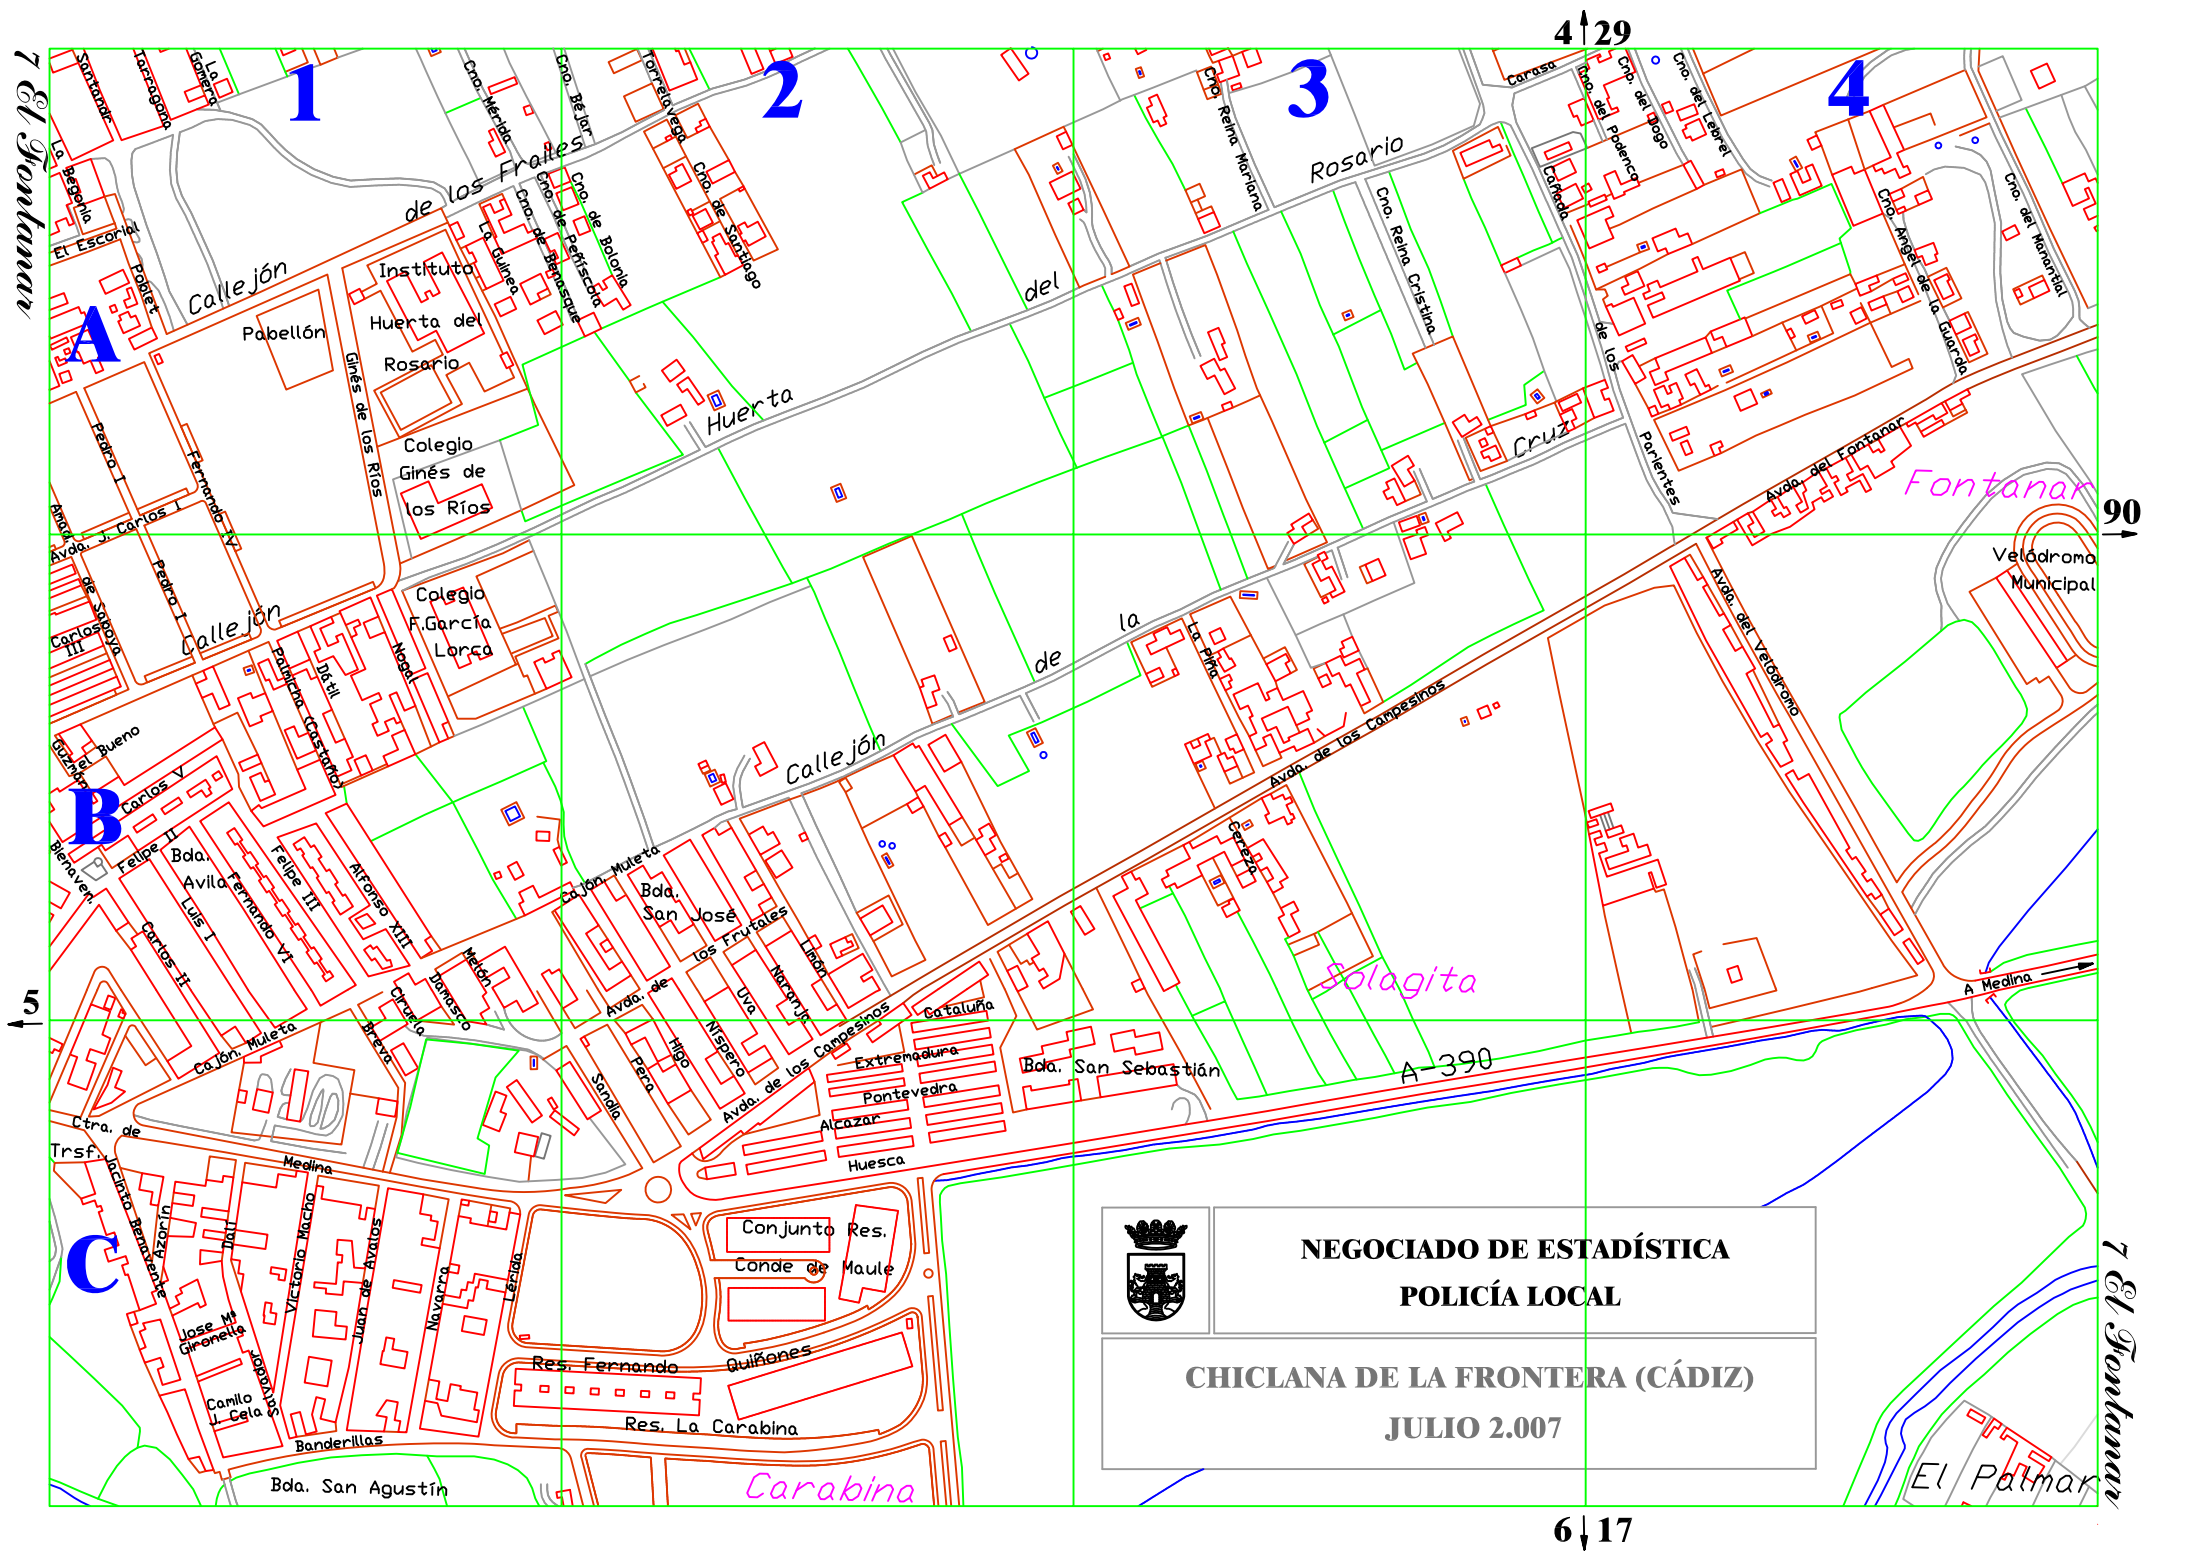 4 29
7 El Fontanar
1
2
3
4
Santander
Tarragona
La Gomera
Cno. Mérida
Cno. Béjar
Torrelavega
Cno. Reina Mariana
Carasa
Cno. del Podenco
Cno. del Dogo
Cno. del Lebrel
La Begonia
El Escorial
Poblet
Callejón de los Frailes
La Guinea
Cno. de Benasque
Cno. de Peñíscola
Cno. de Bolonia
Cno. de Santiago
Rosario
Cno. Reina Cristina
Cañada de los Parientes
Cno. Angel de la Guarda
Cno. del Manantial
A
Pabellón
Instituto
Huerta del
Rosario
Ginés de los Ríos
del
Huerta
Colegio
Ginés de
los Ríos
Cruz
Avda. del Fontanar
Fontanar
90
Pedro I
Fernando IV
Avda. J. Carlos I
Amad. de Saboya
Pedro I
Carlos
III
Callejón
Colegio
F.García
Lorca
Nogal
Dátil
Palmicha (Castaño)
la
de
Callejón
La Piña
Avda. de los Campesinos
Avda. del Velódromo
Velódromo
Municipal
Guzmán
el Bueno
Carlos V
B
Felipe II
Bienaven.
Bda.
Avila
Luis I
Carlos II
Fernando VI
Felipe III
Alfonso XIII
Cajón. Muleta
Bda.
San José
Avda. de los Frutales
Cereza
Solagita
Melón
Damasco
Ciruela
Breva
Limón
Naranja
Uva
Níspero
Higo
Pera
Sandía
5
Cajón. Muleta
Avda. de los Campesinos
Cataluña
Extremadura
Pontevedra
Alcazar
Huesca
Bda. San Sebastián
A-390
A Medina
Ctra. de
Medina
Trsf.
Jacinto Benavente
Azorín
Dalí
Victorio Macho
Juan de Avalos
Navarra
Lérida
C
Jose Mª
Gironella
Salvador
Camilo
J. Cela
Banderillas
Bda. San Agustín
Conjunto Res.
Conde de Maule
Res. Fernando Quiñones
Res. La Carabina
Carabina
NEGOCIADO DE ESTADÍSTICA
POLICÍA LOCAL
CHICLANA DE LA FRONTERA (CÁDIZ)
JULIO 2.007
El Palmar
7 El Fontanar
6 17